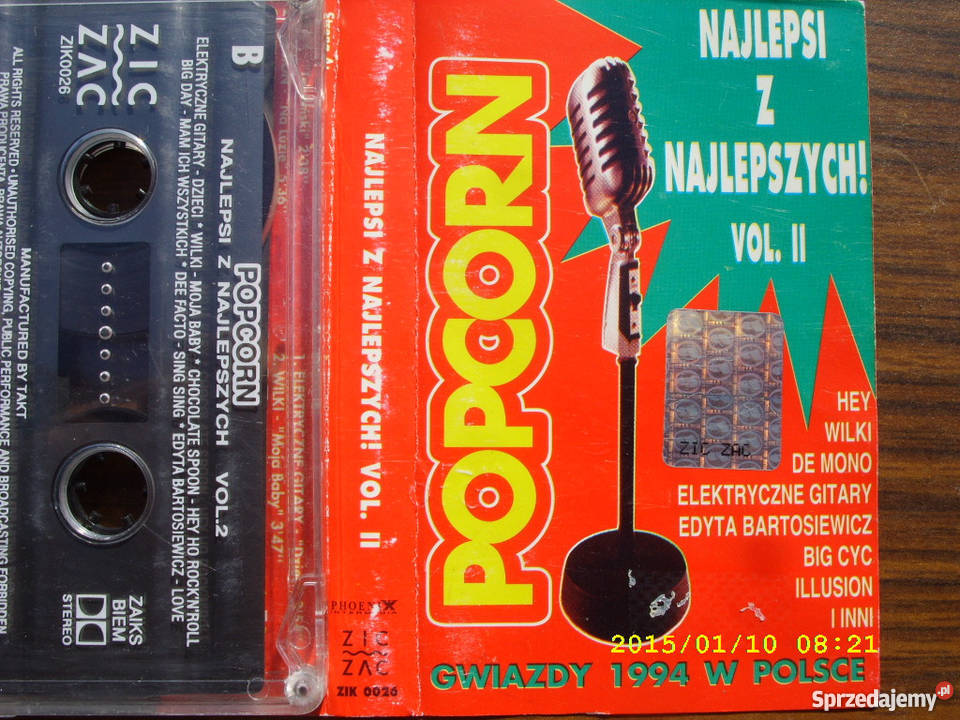 POPCORN
NAJLEPSI
Z
NAJLEPSZYCH!
VOL. II
ZIC ZAC
HEY
WILKI
DE MONO
ELEKTRYCZNE GITARY
EDYTA BARTOSIEWICZ
BIG CYC
ILLUSION
I INNI
GWIAZDY 1994 W POLSCE
2015/01/10 08:21
Sprzedajemy.pl
NAJLEPSI Z NAJLEPSZYCH! VOL. II
PHOENIX
ZIC
ZAC
ZIK 0026
1. ELEKTRYCZNE GITARY -
2. WILKI - "Moja Baby" 3'47"
B
POPCORN
NAJLEPSI Z NAJLEPSZYCH VOL.2
ELEKTRYCZNE GITARY - DZIECI * WILKI - MOJA BABY * CHOCOLATE SPOON - HEY HO ROCK'N'ROLL
BIG DAY - MAM ICH WSZYSTKICH * DEE FACTO - SING SING * EDYTA BARTOSIEWICZ - LOVE
ZIC
ZAC
ZIK0026
ZAIKS
BIEM
STEREO
MANUFACTURED BY TAKT
ALL RIGHTS RESERVED • UNAUTHORISED COPYING, PUBLIC PERFORMANCE AND BROADCASTING FORBIDDEN